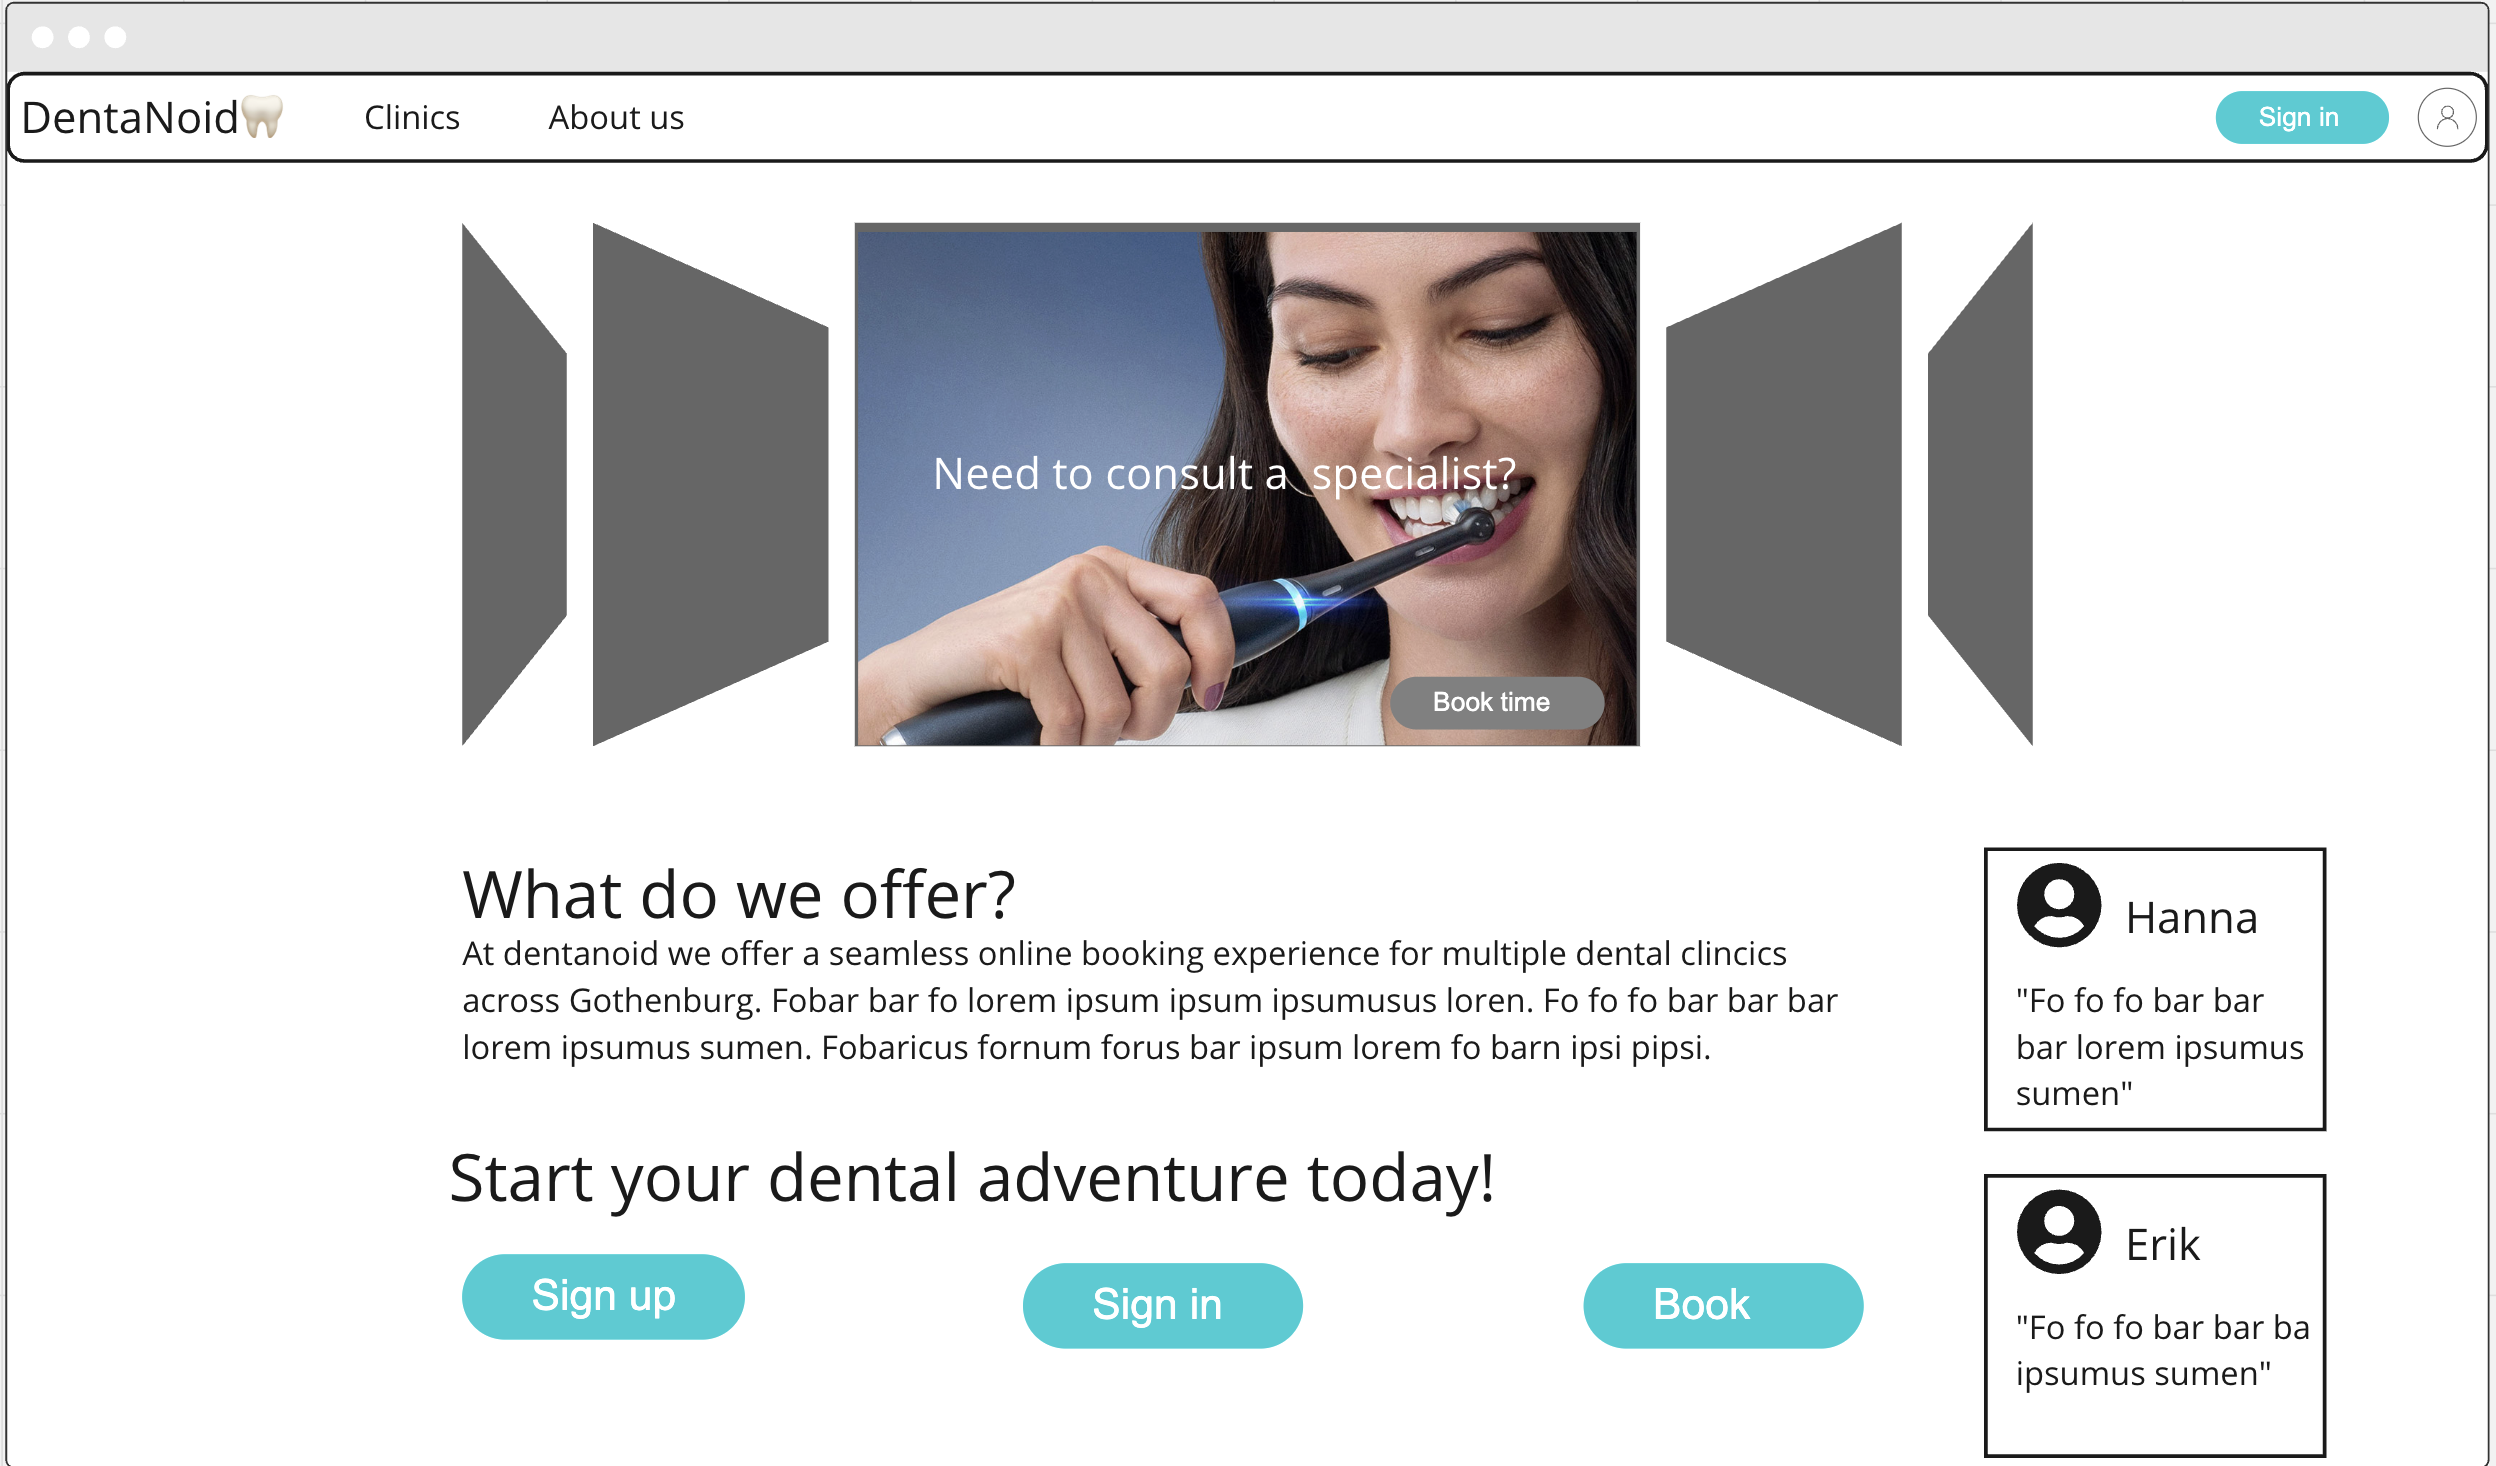 DentaNoid🦷 Clinics About us Sign in
Need to consult a  specialist?
Book time
What do we offer?
At dentanoid we offer a seamless online booking experience for multiple dental clincics
across Gothenburg. Fobar bar fo lorem ipsum ipsum ipsumusus loren. Fo fo fo bar bar bar
lorem ipsumus sumen. Fobaricus fornum forus bar ipsum lorem fo barn ipsi pipsi.
Start your dental adventure today!
Sign up
Sign in
Book
Hanna
"Fo fo fo bar bar
bar lorem ipsumus
sumen"
Erik
"Fo fo fo bar bar ba
ipsumus sumen"